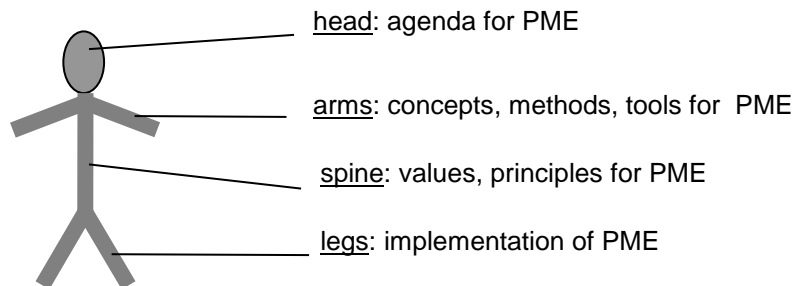 head: agenda for PME
arms: concepts, methods, tools for PME
spine: values, principles for PME
legs: implementation of PME